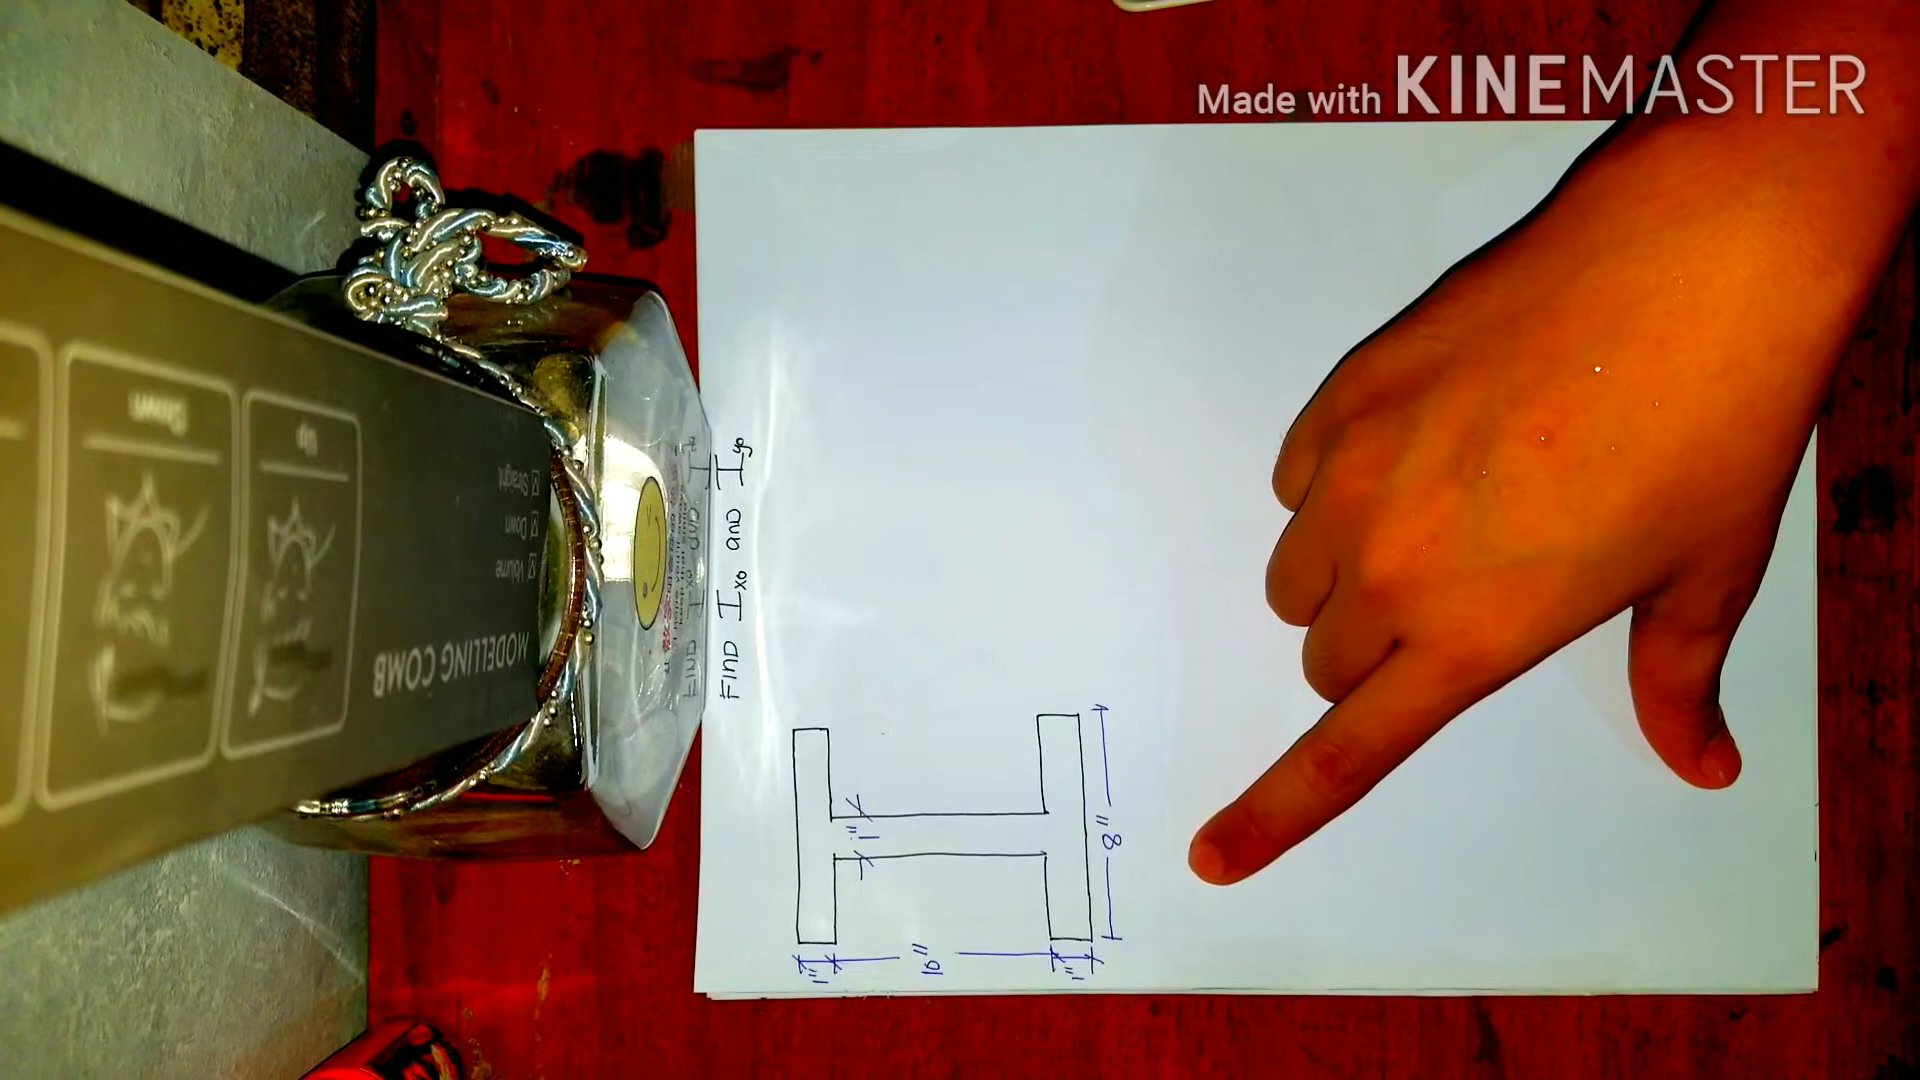 Made with KINEMASTER
FIND Ixo and Iyo
1"
8"
1"
10"
1"
MODELLING COMB
Volume
Down
Straight
Up
Down